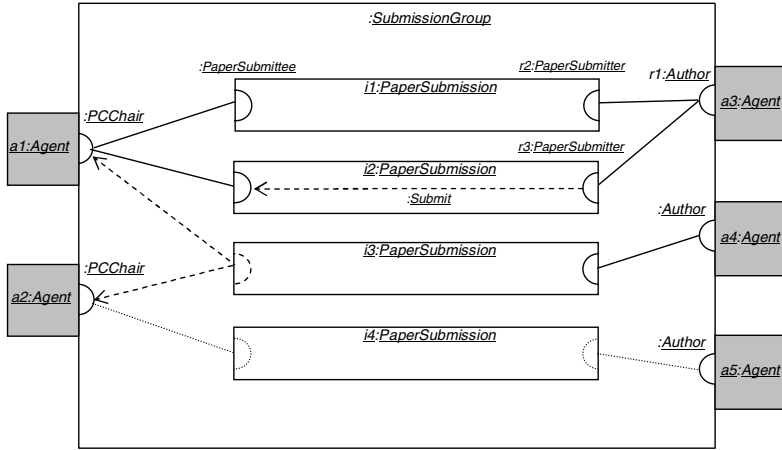 :SubmissionGroup
:PaperSubmittee
r2:PaperSubmitter
r1:Author
i1:PaperSubmission
a3:Agent
:PCChair
a1:Agent
r3:PaperSubmitter
i2:PaperSubmission
:Submit
:Author
a4:Agent
i3:PaperSubmission
:PCChair
a2:Agent
i4:PaperSubmission
:Author
a5:Agent